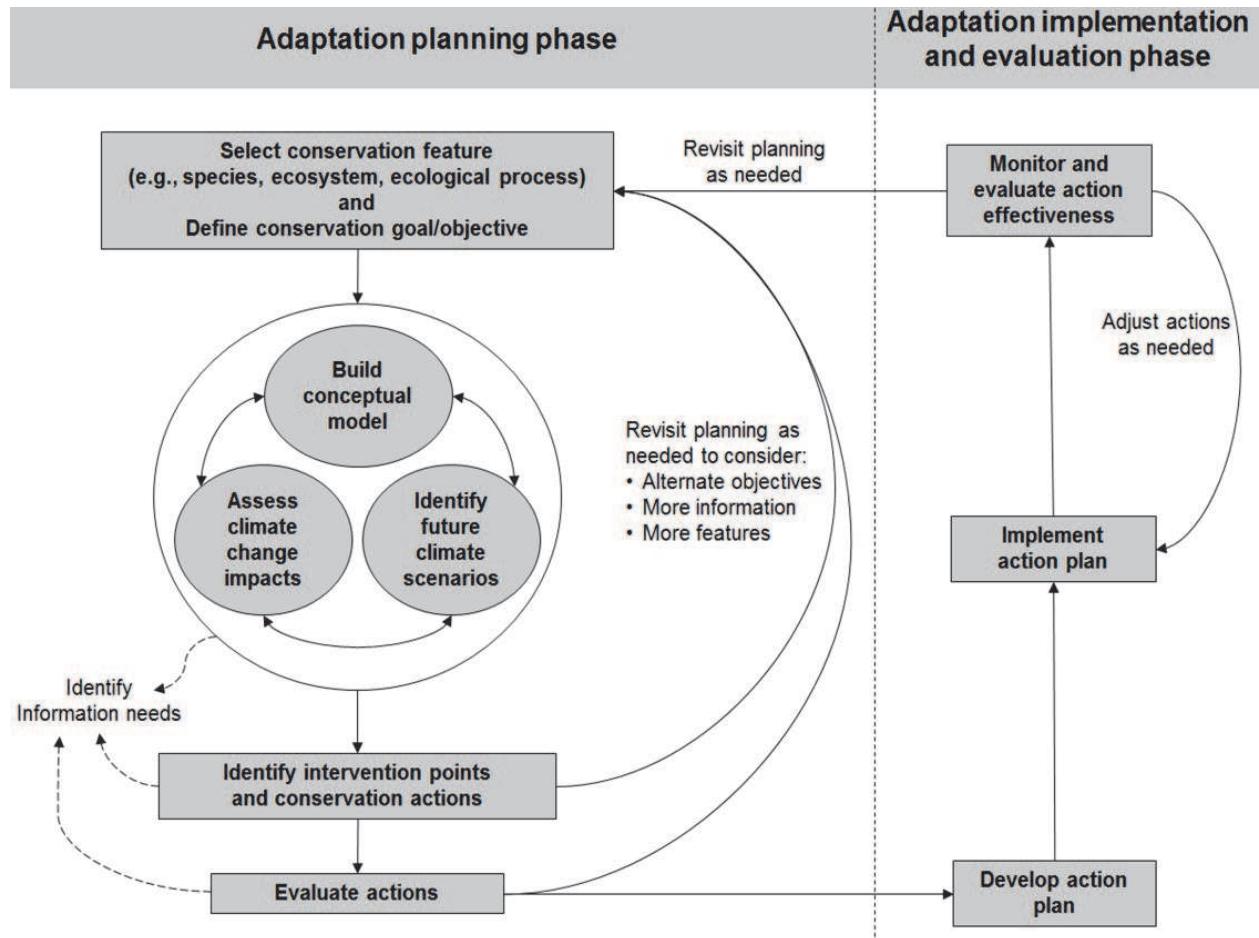 Adaptation planning phase
Adaptation implementation
and evaluation phase
Select conservation feature
(e.g., species, ecosystem, ecological process)
and
Define conservation goal/objective
Revisit planning
as needed
Monitor and
evaluate action
effectiveness
Build
conceptual
model
Adjust actions
as needed
Revisit planning as
needed to consider:
• Alternate objectives
• More information
• More features
Assess
climate
change
impacts
Identify
future
climate
scenarios
Implement
action plan
Identify
Information needs
Identify intervention points
and conservation actions
Evaluate actions
Develop action
plan